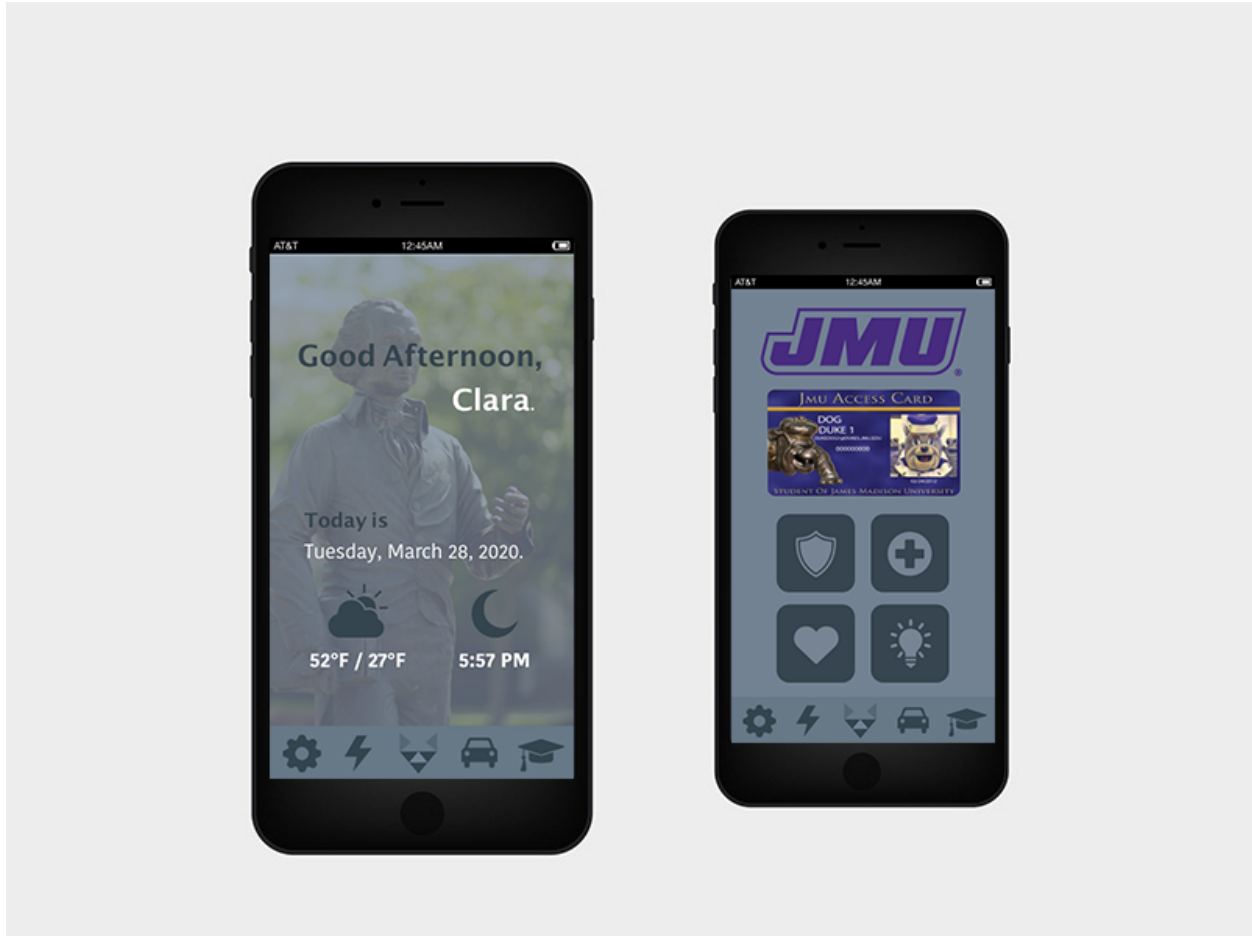 AT&T 12:45AM
Good Afternoon,
Clara.
Today is
Tuesday, March 28, 2020.
52°F / 27°F 5:57 PM
AT&T 12:45AM
JMU
JMU ACCESS CARD
DOG
DUKE 1
000000000
STUDENT OF JAMES MADISON UNIVERSITY